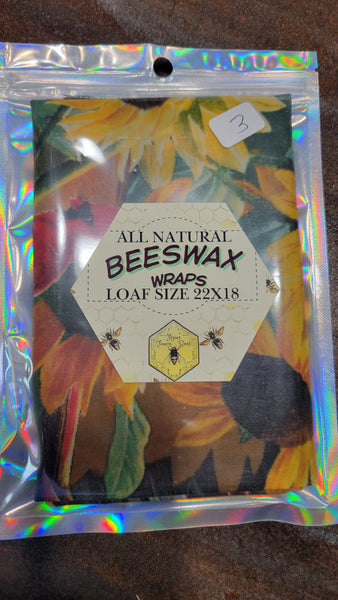 3
ALL NATURAL
BEESWAX
WRAPS
LOAF SIZE 22X18